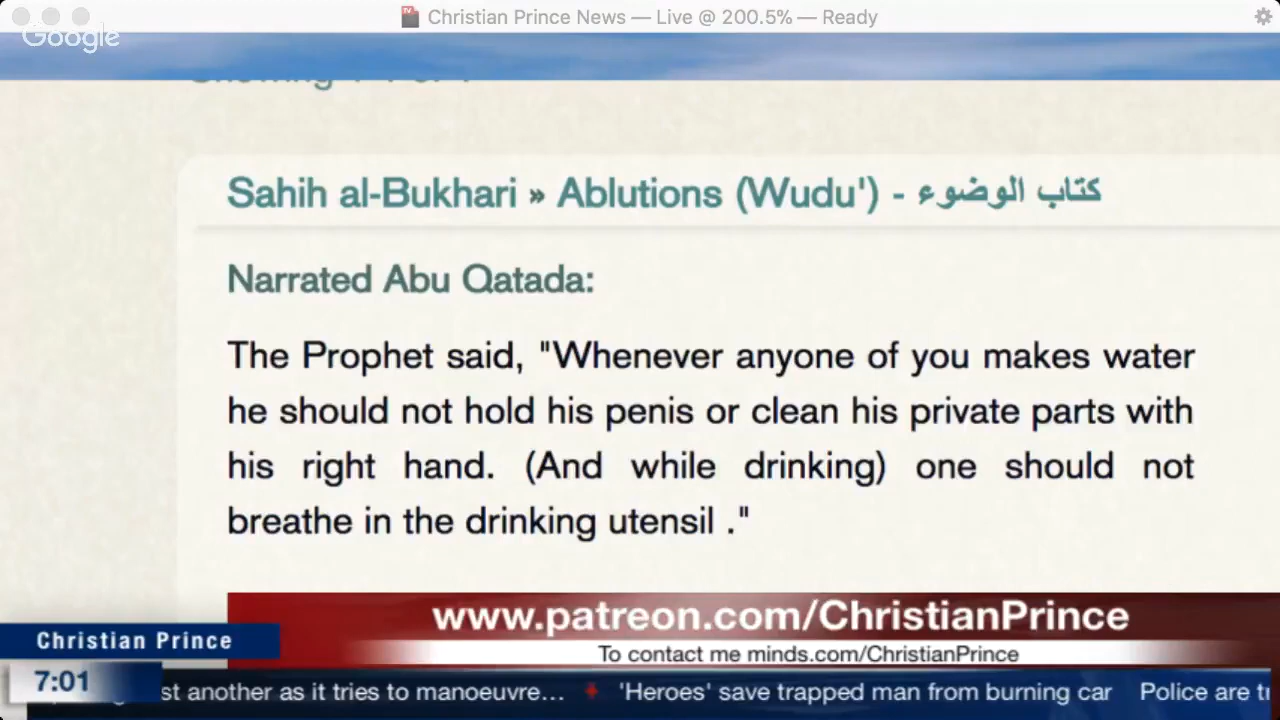 Christian Prince News — Live @ 200.5% — Ready
Google
Sahih al-Bukhari » Ablutions (Wudu') - كتاب الوضوء
Narrated Abu Qatada:
The Prophet said, "Whenever anyone of you makes water
he should not hold his penis or clean his private parts with
his right hand. (And while drinking) one should not
breathe in the drinking utensil ."
www.patreon.com/ChristianPrince
To contact me minds.com/ChristianPrince
Christian Prince
7:01
another as it tries to manoeuvre... 'Heroes' save trapped man from burning car Police are